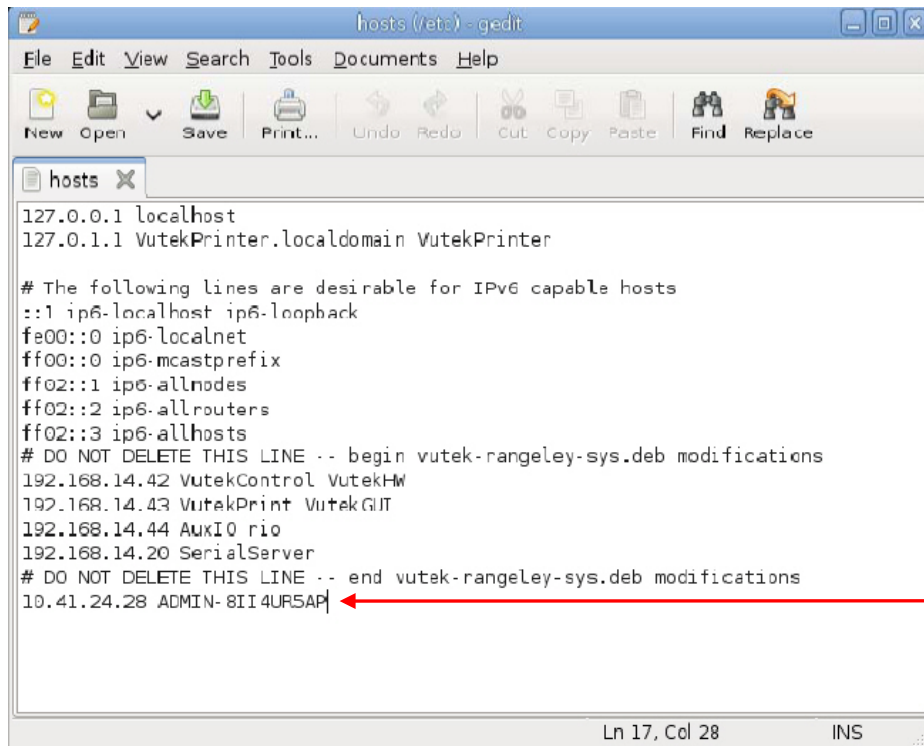 hosts (/etc) - gedit
File Edit View Search Tools Documents Help
New Open Save Print... Undo Redo Cut Copy Paste Find Replace
hosts
127.0.0.1 localhost
127.0.1.1 VutekPrinter.localdomain VutekPrinter
# The following lines are desirable for IPv6 capable hosts
::1 ip6-localhost ip6-loopback
fe00::0 ip6-localnet
ff00::0 ip6-mcastprefix
ff02::1 ip6-allnodes
ff02::2 ip6-allrouters
ff02::3 ip6-allhosts
# DO NOT DELETE THIS LINE -- begin vutek-rangeley-sys.deb modifications
192.168.14.42 VutekControl VutekHW
192.168.14.43 VutekPrint VutekGUI
192.168.14.44 AuxIO rio
192.168.14.20 SerialServer
# DO NOT DELETE THIS LINE -- end vutek-rangeley-sys.deb modifications
10.41.24.28 ADMIN-8II4UR5AP
Ln 17, Col 28 INS